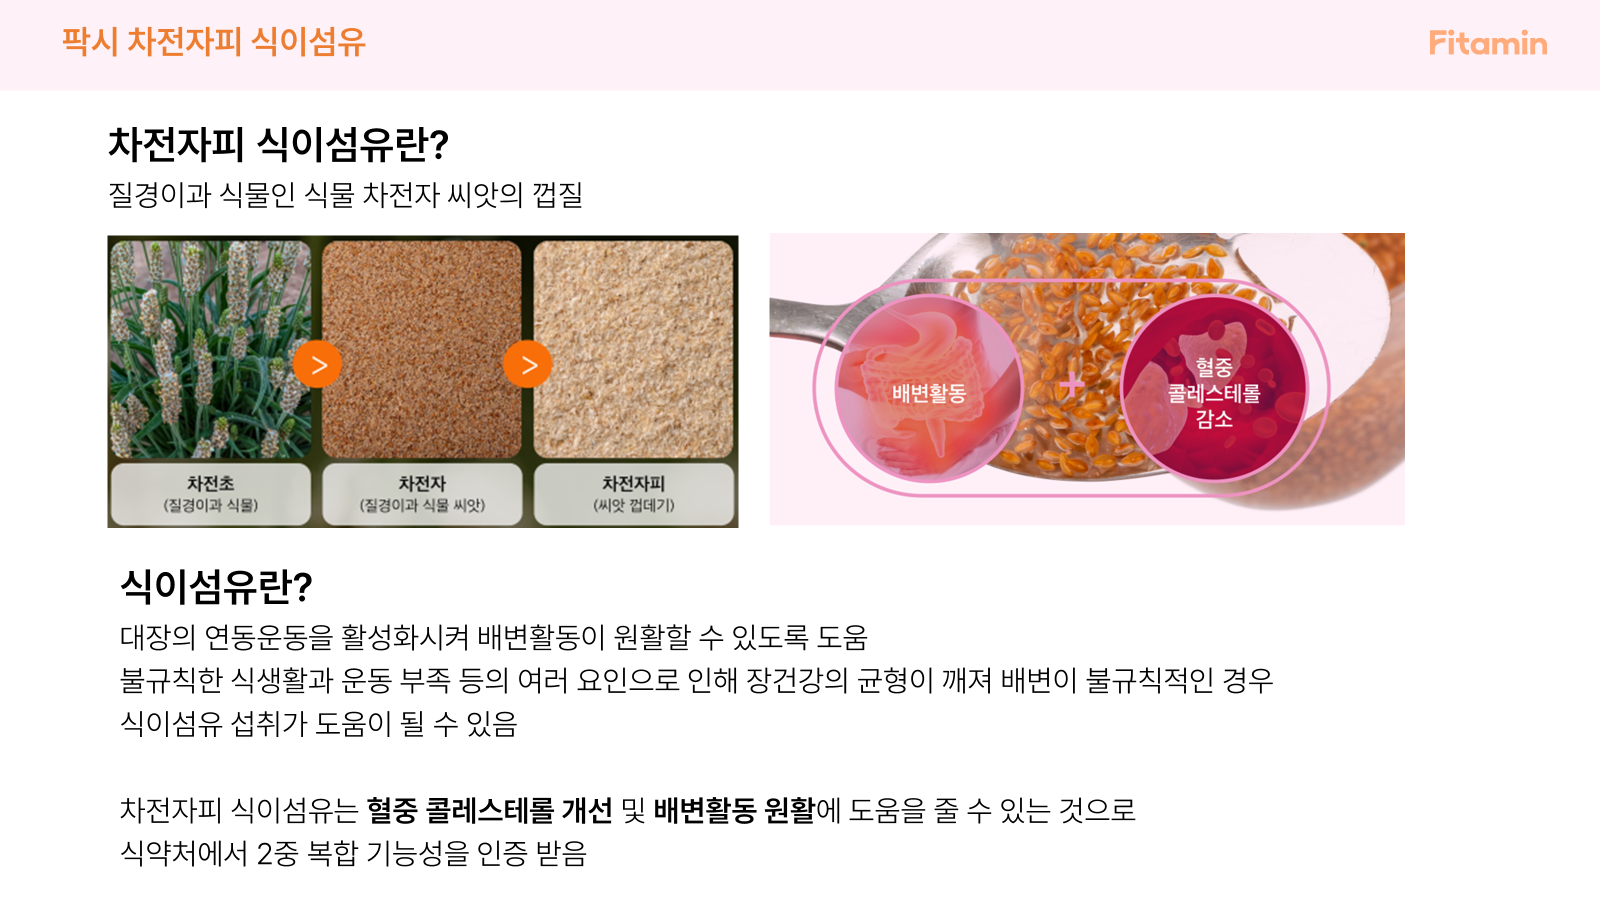 팍시 차전자피 식이섬유
Fitamin
차전자피 식이섬유란?
질경이과 식물인 식물 차전자 씨앗의 껍질
>
>
차전초
(질경이과 식물)
차전자
(질경이과 식물 씨앗)
차전자피
(씨앗 껍데기)
배변활동
+
혈중
콜레스테롤
감소
식이섬유란?
대장의 연동운동을 활성화시켜 배변활동이 원활할 수 있도록 도움
불규칙한 식생활과 운동 부족 등의 여러 요인으로 인해 장건강의 균형이 깨져 배변이 불규칙적인 경우
식이섬유 섭취가 도움이 될 수 있음
차전자피 식이섬유는 혈중 콜레스테롤 개선 및 배변활동 원활에 도움을 줄 수 있는 것으로
식약처에서 2중 복합 기능성을 인증 받음